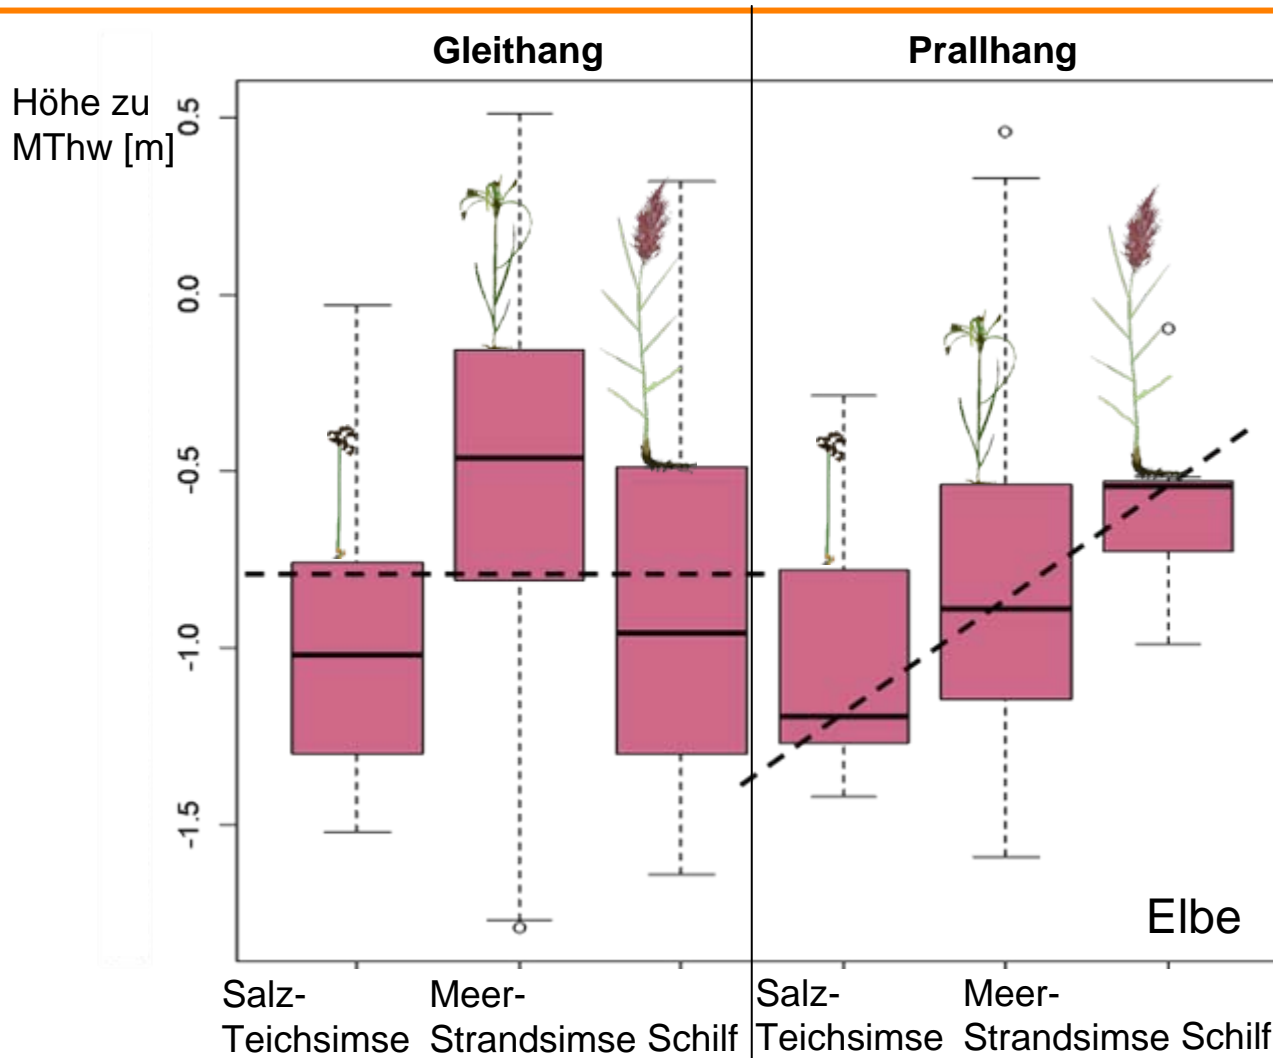 Gleithang
Prallhang
Höhe zu
MThw [m]
0.5
0.0
-0.5
-1.0
-1.5
Elbe
Salz-
Teichsimse
Meer-
Strandsimse
Schilf
Salz-
Teichsimse
Meer-
Strandsimse
Schilf